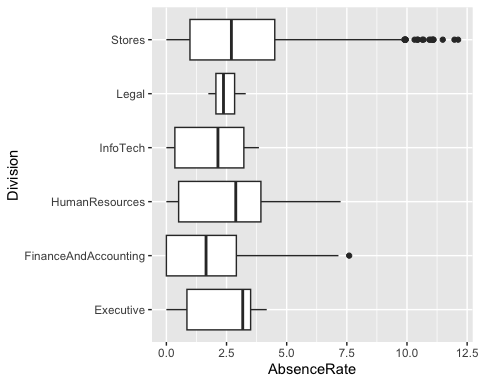 Stores
Legal
InfoTech
HumanResources
FinanceAndAccounting
Executive
Division
0.0 2.5 5.0 7.5 10.0 12.5
AbsenceRate